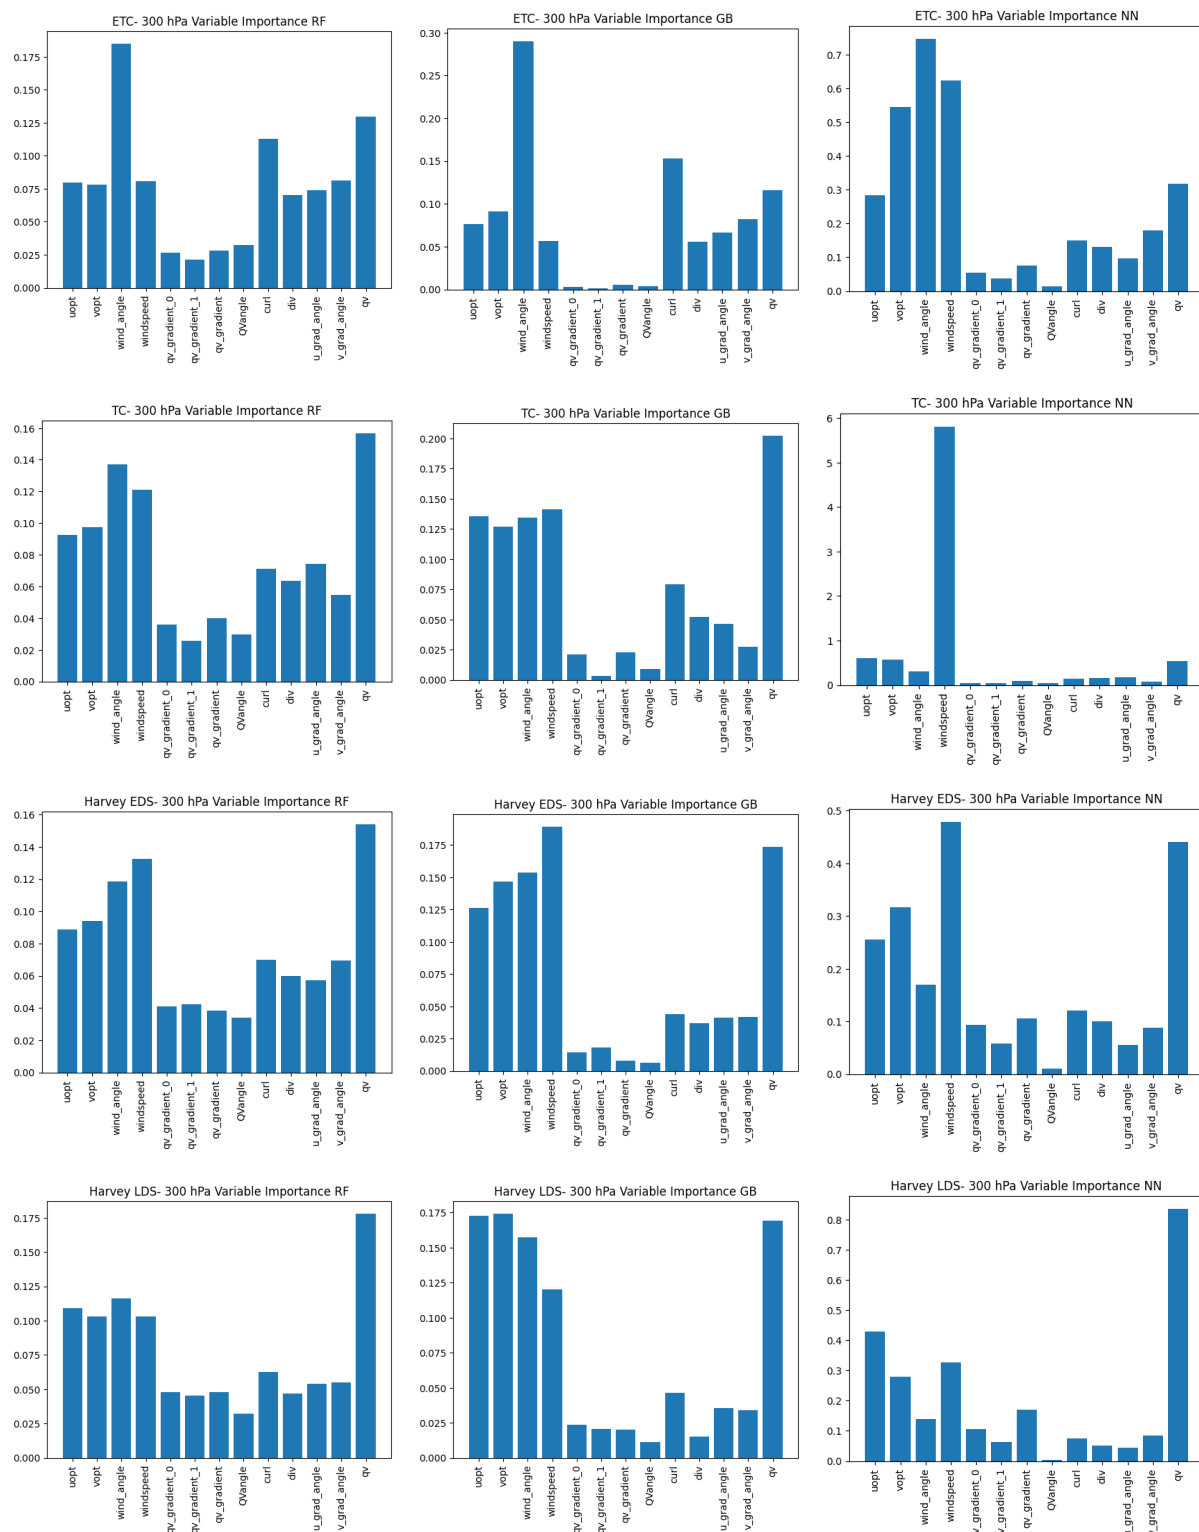 ETC- 300 hPa Variable Importance RF
0.175
0.150
0.125
0.100
0.075
0.050
0.025
0.000
uopt
vopt
wind_angle
windspeed
qv_gradient_0
qv_gradient_1
qv_gradient
QVangle
curl
div
u_grad_angle
v_grad_angle
qv
ETC- 300 hPa Variable Importance GB
0.30
0.25
0.20
0.15
0.10
0.05
0.00
uopt
vopt
wind_angle
windspeed
qv_gradient_0
qv_gradient_1
qv_gradient
QVangle
curl
div
u_grad_angle
v_grad_angle
qv
ETC- 300 hPa Variable Importance NN
0.7
0.6
0.5
0.4
0.3
0.2
0.1
0.0
uopt
vopt
wind_angle
windspeed
qv_gradient_0
qv_gradient_1
qv_gradient
QVangle
curl
div
u_grad_angle
v_grad_angle
qv
TC- 300 hPa Variable Importance RF
0.16
0.14
0.12
0.10
0.08
0.06
0.04
0.02
0.00
uopt
vopt
wind_angle
windspeed
qv_gradient_0
qv_gradient_1
qv_gradient
QVangle
curl
div
u_grad_angle
v_grad_angle
qv
TC- 300 hPa Variable Importance GB
0.200
0.175
0.150
0.125
0.100
0.075
0.050
0.025
0.000
uopt
vopt
wind_angle
windspeed
qv_gradient_0
qv_gradient_1
qv_gradient
QVangle
curl
div
u_grad_angle
v_grad_angle
qv
TC- 300 hPa Variable Importance NN
6
5
4
3
2
1
0
uopt
vopt
wind_angle
windspeed
qv_gradient_0
qv_gradient_1
qv_gradient
QVangle
curl
div
u_grad_angle
v_grad_angle
qv
Harvey EDS- 300 hPa Variable Importance RF
0.16
0.14
0.12
0.10
0.08
0.06
0.04
0.02
0.00
uopt
vopt
wind_angle
windspeed
qv_gradient_0
qv_gradient_1
qv_gradient
QVangle
curl
div
u_grad_angle
v_grad_angle
qv
Harvey EDS- 300 hPa Variable Importance GB
0.175
0.150
0.125
0.100
0.075
0.050
0.025
0.000
uopt
vopt
wind_angle
windspeed
qv_gradient_0
qv_gradient_1
qv_gradient
QVangle
curl
div
u_grad_angle
v_grad_angle
qv
Harvey EDS- 300 hPa Variable Importance NN
0.5
0.4
0.3
0.2
0.1
0.0
uopt
vopt
wind_angle
windspeed
qv_gradient_0
qv_gradient_1
qv_gradient
QVangle
curl
div
u_grad_angle
v_grad_angle
qv
Harvey LDS- 300 hPa Variable Importance RF
0.175
0.150
0.125
0.100
0.075
0.050
0.025
0.000
uopt
vopt
wind_angle
windspeed
qv_gradient_0
qv_gradient_1
qv_gradient
QVangle
curl
div
u_grad_angle
v_grad_angle
qv
Harvey LDS- 300 hPa Variable Importance GB
0.175
0.150
0.125
0.100
0.075
0.050
0.025
0.000
uopt
vopt
wind_angle
windspeed
qv_gradient_0
qv_gradient_1
qv_gradient
QVangle
curl
div
u_grad_angle
v_grad_angle
qv
Harvey LDS- 300 hPa Variable Importance NN
0.8
0.7
0.6
0.5
0.4
0.3
0.2
0.1
0.0
uopt
vopt
wind_angle
windspeed
qv_gradient_0
qv_gradient_1
qv_gradient
QVangle
curl
div
u_grad_angle
v_grad_angle
qv